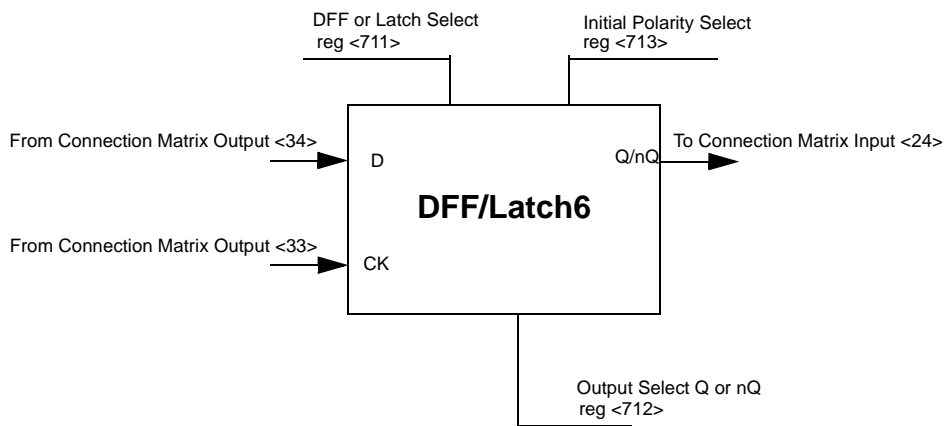 DFF or Latch Select
reg <711>
Initial Polarity Select
reg <713>
From Connection Matrix Output <34>
D
Q/nQ
To Connection Matrix Input <24>
DFF/Latch6
From Connection Matrix Output <33>
CK
Output Select Q or nQ
reg <712>